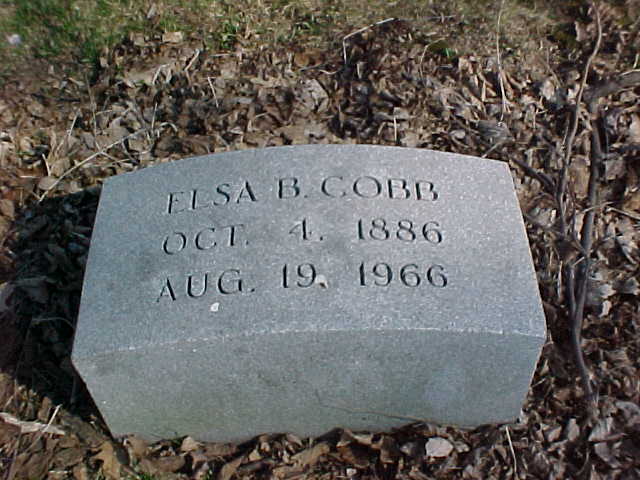 ELSA B. COBB
OCT. 4. 1886
AUG. 19, 1966